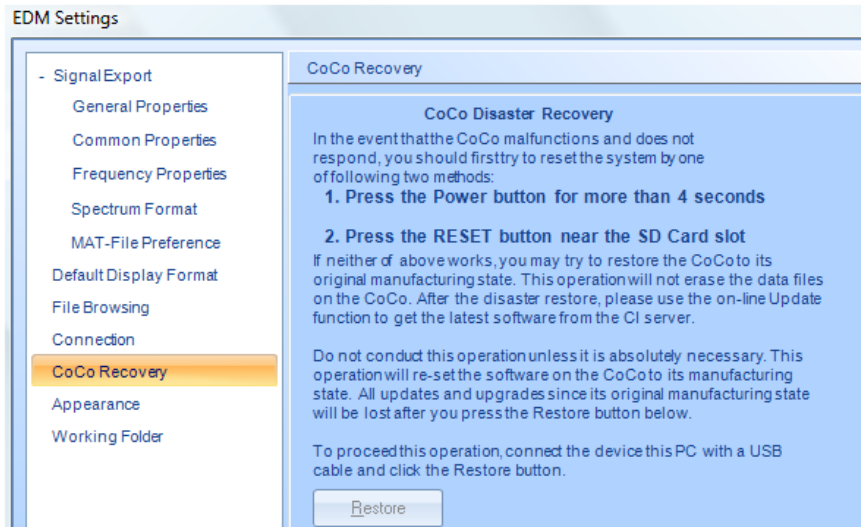 EDM Settings
- Signal Export
General Properties
Common Properties
Frequency Properties
Spectrum Format
MAT-File Preference
Default Display Format
File Browsing
Connection
CoCo Recovery
Appearance
Working Folder
CoCo Recovery
CoCo Disaster Recovery
In the event that the CoCo malfunctions and does not
respond, you should first try to reset the system by one
of following two methods:
1. Press the Power button for more than 4 seconds
2. Press the RESET button near the SD Card slot
If neither of above works, you may try to restore the CoCo to its
original manufacturing state. This operation will not erase the data files
on the CoCo. After the disaster restore, please use the on-line Update
function to get the latest software from the CI server.
Do not conduct this operation unless it is absolutely necessary. This
operation will re-set the software on the CoCo to its manufacturing
state. All updates and upgrades since its original manufacturing state
will be lost after you press the Restore button below.
To proceed this operation, connect the device this PC with a USB
cable and click the Restore button.
Restore